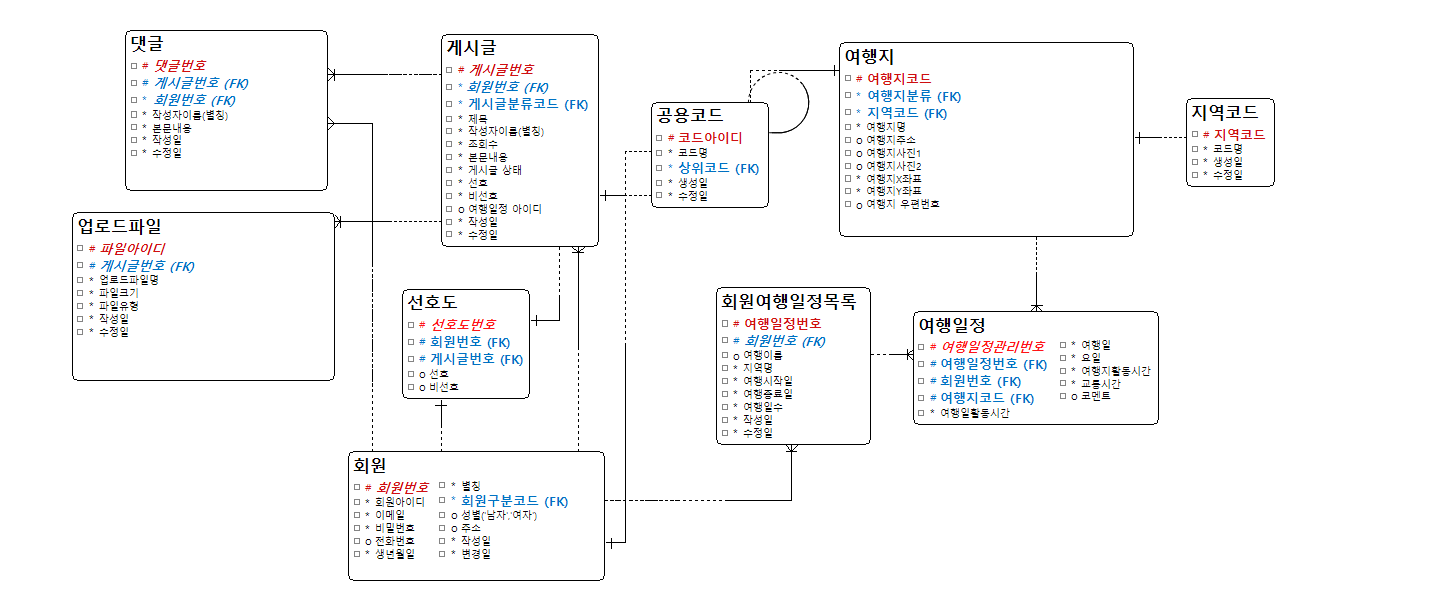 댓글
# 댓글번호
# 게시글번호 (FK)
* 회원번호 (FK)
* 작성자이름(별칭)
* 본문내용
* 작성일
* 수정일
게시글
# 게시글번호
* 회원번호 (FK)
* 게시글분류코드 (FK)
* 제목
* 작성자이름(별칭)
* 조회수
* 본문내용
* 게시글 상태
* 선호
* 비선호
o 여행일정 아이디
* 작성일
* 수정일
공용코드
# 코드아이디
* 코드명
* 상위코드 (FK)
* 생성일
* 수정일
여행지
# 여행지코드
* 여행지분류 (FK)
* 지역코드 (FK)
* 여행지명
o 여행지주소
o 여행지사진1
o 여행지사진2
* 여행지X좌표
* 여행지Y좌표
o 여행지 우편번호
지역코드
# 지역코드
* 코드명
* 생성일
* 수정일
업로드파일
# 파일아이디
# 게시글번호 (FK)
* 업로드파일명
* 파일크기
* 파일유형
* 작성일
* 수정일
선호도
# 선호도번호
# 회원번호 (FK)
# 게시글번호 (FK)
o 선호
o 비선호
회원여행일정목록
# 여행일정번호
# 회원번호 (FK)
o 여행이름
* 지역명
* 여행시작일
* 여행종료일
* 여행일수
* 작성일
* 수정일
여행일정
# 여행일정관리번호
# 여행일정번호 (FK)
# 회원번호 (FK)
# 여행지코드 (FK)
* 여행일활동시간
* 여행일
* 요일
* 여행지활동시간
* 교통시간
o 코멘트
회원
# 회원번호
* 회원아이디
* 이메일
* 비밀번호
o 전화번호
* 생년월일
* 별칭
* 회원구분코드 (FK)
o 성별('남자','여자')
o 주소
* 작성일
* 변경일